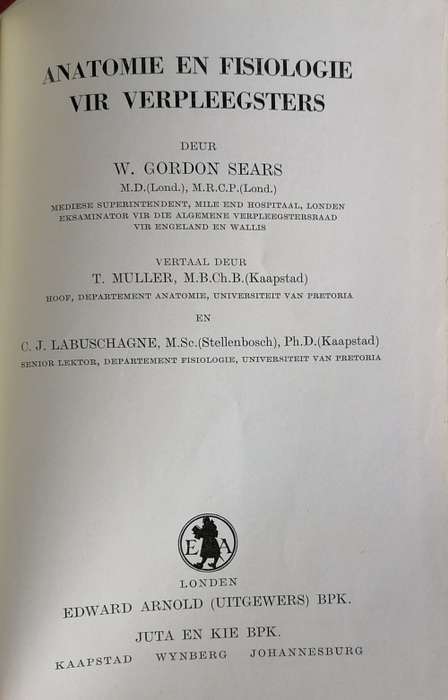 ANATOMIE EN FISIOLOGIE
VIR VERPLEEGSTERS
DEUR
W. GORDON SEARS
M.D.(Lond.), M.R.C.P.(Lond.)
MEDIESE SUPERINTENDENT, MILE END HOSPITAAL, LONDEN
EKSAMINATOR VIR DIE ALGEMENE VERPLEEGSTERSRAAD
VIR ENGELAND EN WALLIS
VERTAAL DEUR
T. MULLER, M.B.Ch.B.(Kaapstad)
HOOF, DEPARTEMENT ANATOMIE, UNIVERSITEIT VAN PRETORIA
EN
C. J. LABUSCHAGNE, M.Sc.(Stellenbosch), Ph.D.(Kaapstad)
SENIOR LEKTOR, DEPARTEMENT FISIOLOGIE, UNIVERSITEIT VAN PRETORIA
E A
LONDEN
EDWARD ARNOLD (UITGEWERS) BPK.
JUTA EN KIE BPK.
KAAPSTAD WYNBERG JOHANNESBURG